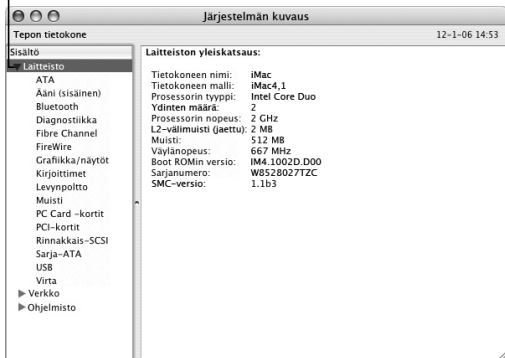 Järjestelmän kuvaus
Tepon tietokone 12-1-06 14:53
Sisältö
Laitteisto
ATA
Ääni (sisäinen)
Bluetooth
Diagnostiikka
Fibre Channel
FireWire
Grafiikka/näytöt
Kirjoittimet
Levynpoltto
Muisti
PC Card -kortit
PCI-kortit
Rinnakkais-SCSI
Sarja-ATA
USB
Virta
Verkko
Ohjelmisto
Laitteiston yleiskatsaus:
Tietokoneen nimi: iMac
Tietokoneen malli: iMac4,1
Prosessorin tyyppi: Intel Core Duo
Ydinten määrä: 2
Prosessorin nopeus: 2 GHz
L2-välimuisti (jaettu): 2 MB
Muisti: 512 MB
Väylänopeus: 667 MHz
Boot ROMin versio: IM4.1002D.D00
Sarjanumero: W8528027TZC
SMC-versio: 1.1b3